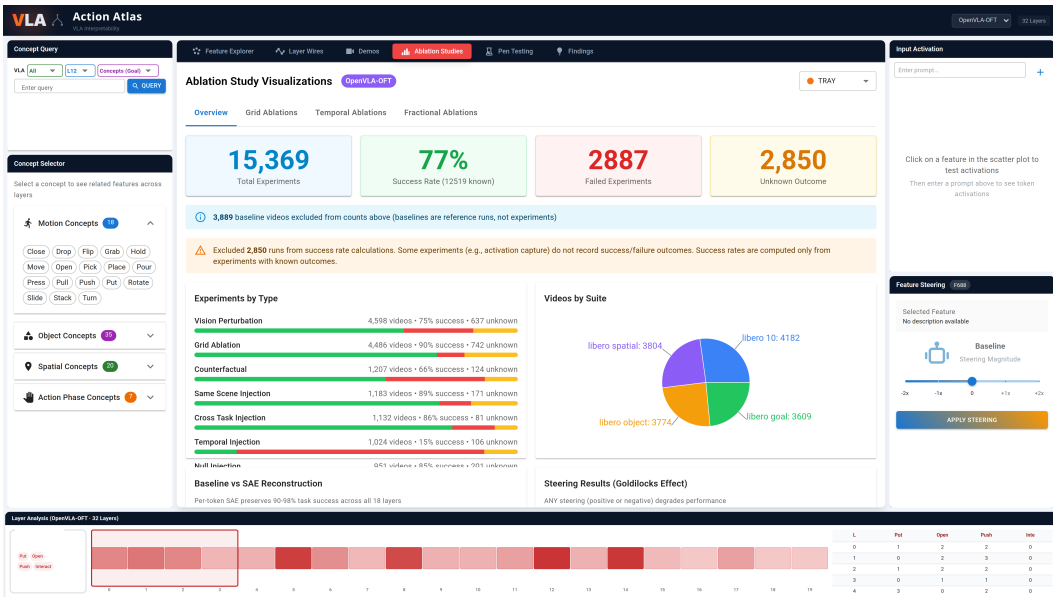 VLA
Action Atlas
VLA Interpretability
OpenVLA-OFT
32 Layers
Concept Query
VLA All L12 Concepts (Goal)
Enter query
QUERY
Concept Selector
Select a concept to see related features across
layers
Motion Concepts 18
Close Drop Flip Grab Hold
Move Open Pick Place Pour
Press Pull Push Put Rotate
Slide Stack Turn
Object Concepts 35
Spatial Concepts 20
Action Phase Concepts 7
Feature Explorer Layer Wires Demos Ablation Studies Pen Testing Findings
Ablation Study Visualizations OpenVLA-OFT
TRAY
Overview Grid Ablations Temporal Ablations Fractional Ablations
15,369
Total Experiments
77%
Success Rate (12519 known)
2887
Failed Experiments
2,850
Unknown Outcome
3,889 baseline videos excluded from counts above (baselines are reference runs, not experiments)
Excluded 2,850 runs from success rate calculations. Some experiments (e.g., activation capture) do not record success/failure outcomes. Success rates are computed only from
experiments with known outcomes.
Experiments by Type
Vision Perturbation 4,598 videos • 75% success • 637 unknown
Grid Ablation 4,486 videos • 90% success • 742 unknown
Counterfactual 1,207 videos • 66% success • 124 unknown
Same Scene Injection 1,183 videos • 89% success • 171 unknown
Cross Task Injection 1,132 videos • 86% success • 81 unknown
Temporal Injection 1,024 videos • 15% success • 106 unknown
Null Injection 951 videos • 85% success • 201 unknown
Videos by Suite
libero spatial: 3804
libero 10: 4182
libero object: 3774
libero goal: 3609
Baseline vs SAE Reconstruction
Per-token SAE preserves 90-98% task success across all 18 layers
Steering Results (Goldilocks Effect)
ANY steering (positive or negative) degrades performance
Input Activation
Enter prompt...
+
Click on a feature in the scatter plot to
test activations
Then enter a prompt above to see token
activations
Feature Steering F688
Selected Feature
No description available
Baseline
Steering Magnitude
-2x -1x 0 +1x +2x
APPLY STEERING
Layer Analysis (OpenVLA-OFT · 32 Layers)
Put Open
Push Interact
0 1 2 3 4 5 6 7 8 9 10 11 12 13 14 15 16 17 18 19
L Put Open Push Inte
0 1 2 2 0
1 0 2 3 0
2 1 2 2 0
3 0 1 1 0
4 3 0 2 0